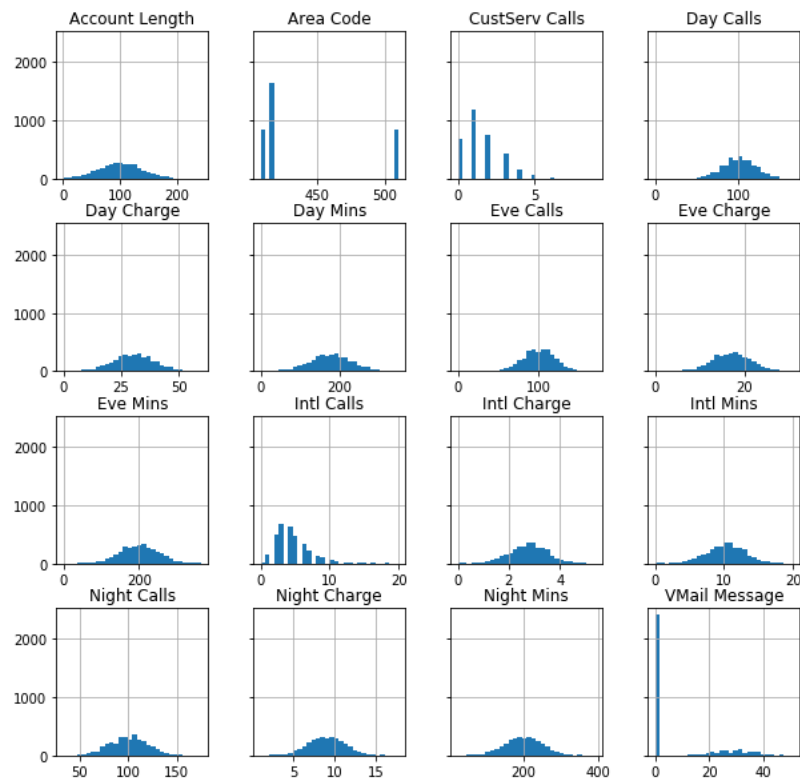 Account Length Area Code CustServ Calls Day Calls
2000
1000
0
0 100 200 450 500 0 5 0 100
Day Charge Day Mins Eve Calls Eve Charge
2000
1000
0
0 25 50 0 200 0 100 0 20
Eve Mins Intl Calls Intl Charge Intl Mins
2000
1000
0
0 200 0 10 20 0 2 4 0 10 20
Night Calls Night Charge Night Mins VMail Message
2000
1000
0
50 100 150 5 10 15 200 400 0 20 40